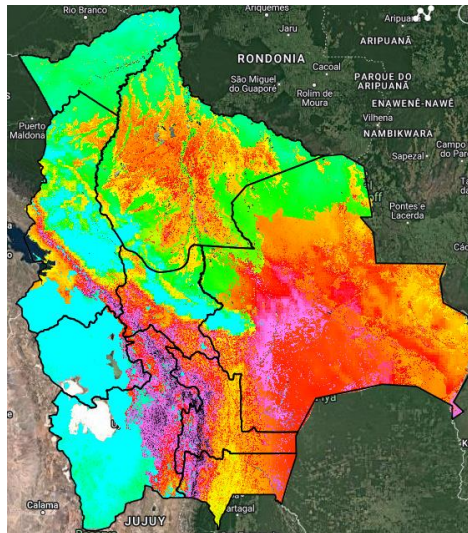 Rio Branco
Ariquemes
Jaru
Aripuanã
ARIPUANÃ
RONDONIA
Cacoal
São Miguel
do Guaporé
Rolim de
Moura
PARQUE DO
ARIPUANÃ
ENAWENÊ-NAWÊ
Vilhena
NAMBIKWARA
Campo
Sapezal
Puerto
Maldona
Pontes e
Lacerda
Calama
JUJUY